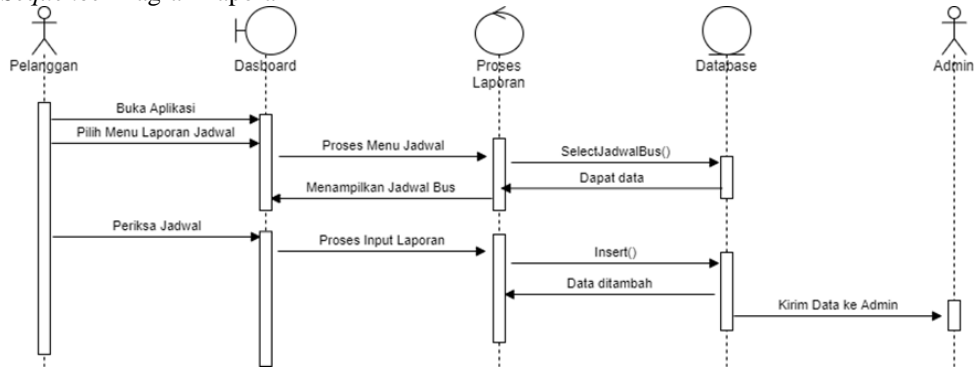 Pelanggan
Dasboard
Proses
Laporan
Database
Admin
Buka Aplikasi
Pilih Menu Laporan Jadwal
Proses Menu Jadwal
SelectJadwalBus()
Dapat data
Menampilkan Jadwal Bus
Periksa Jadwal
Proses Input Laporan
Insert()
Data ditambah
Kirim Data ke Admin